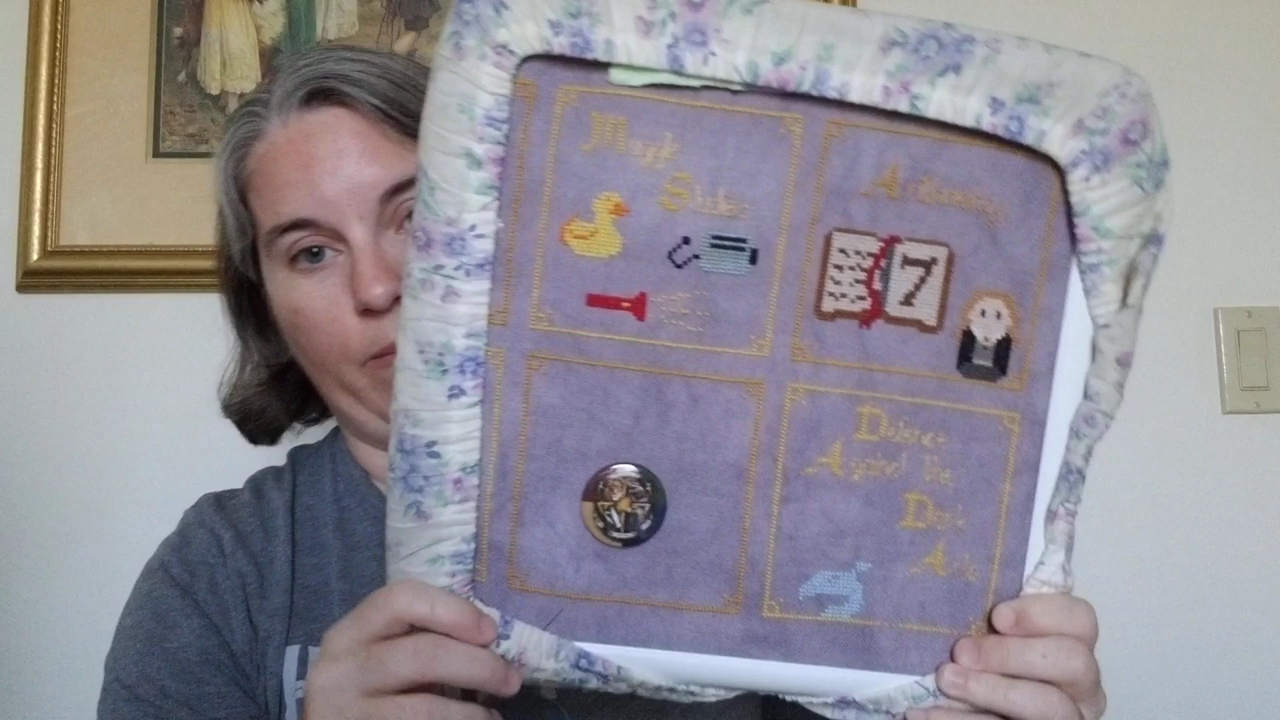 Muggle
Studies
Arithmancy
7
Defense
Against the
Dark
Arts